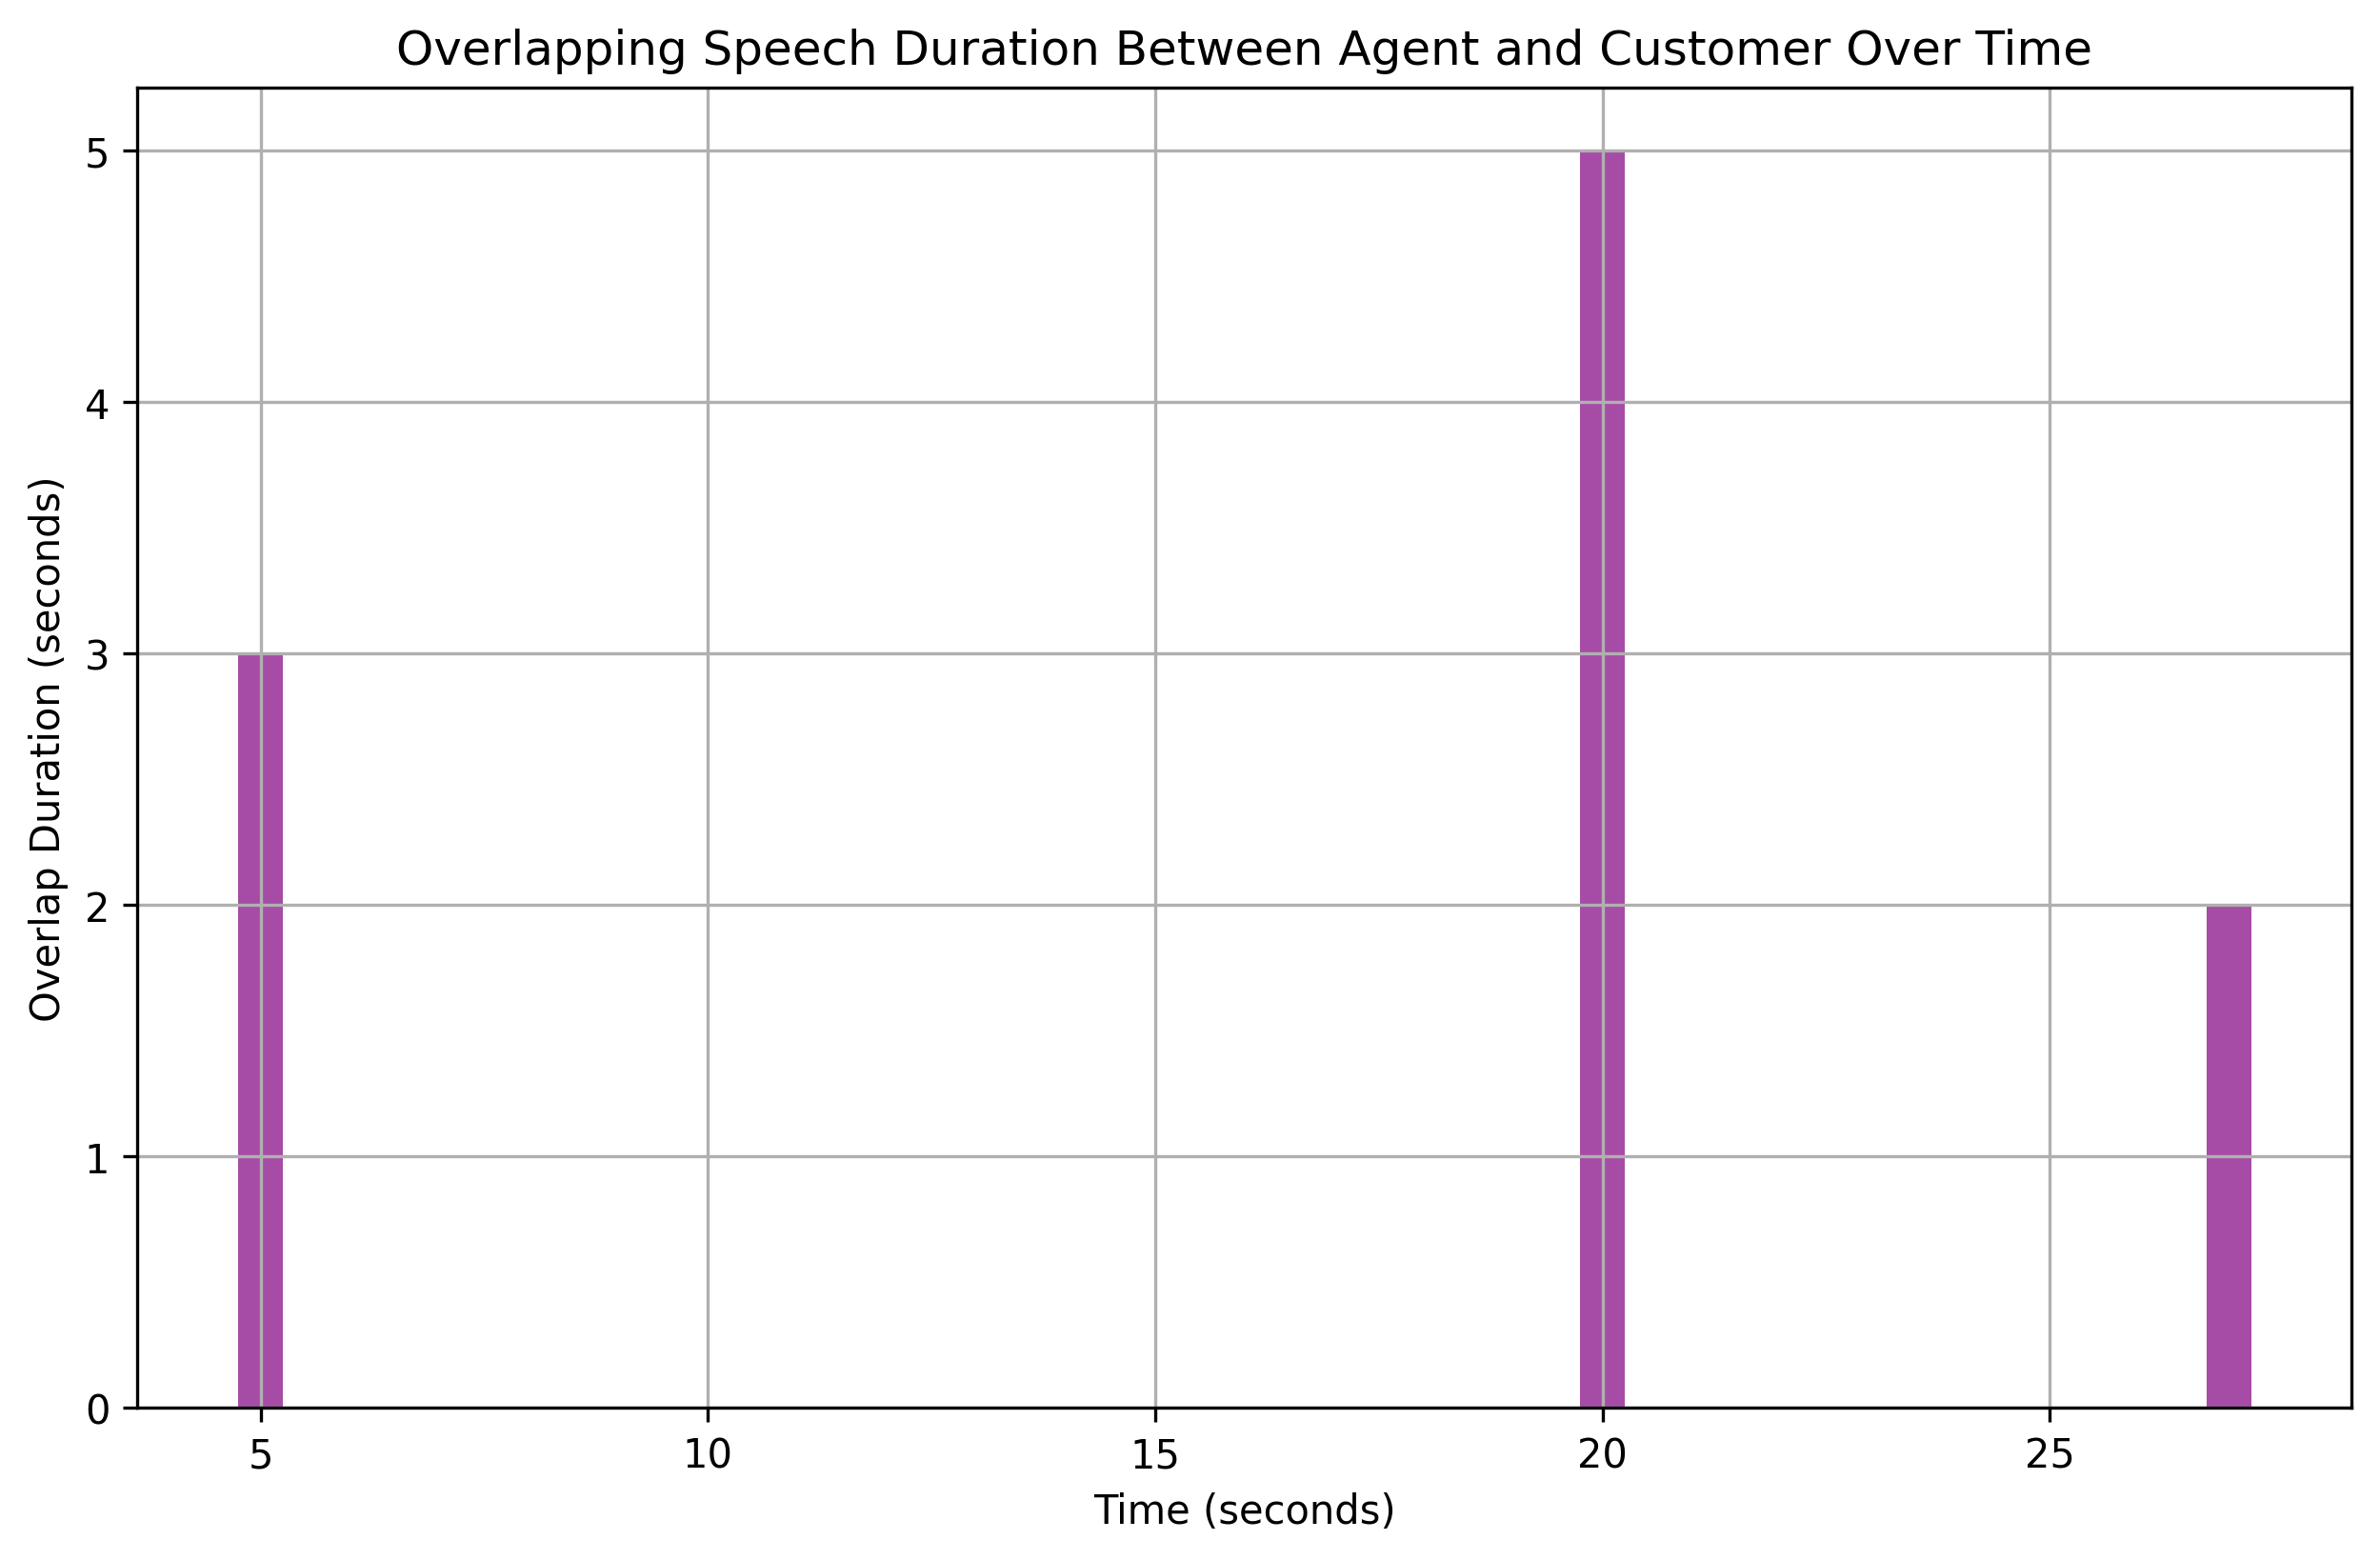 Overlapping Speech Duration Between Agent and Customer Over Time
Overlap Duration (seconds)
5
4
3
2
1
0
5 10 15 20 25
Time (seconds)